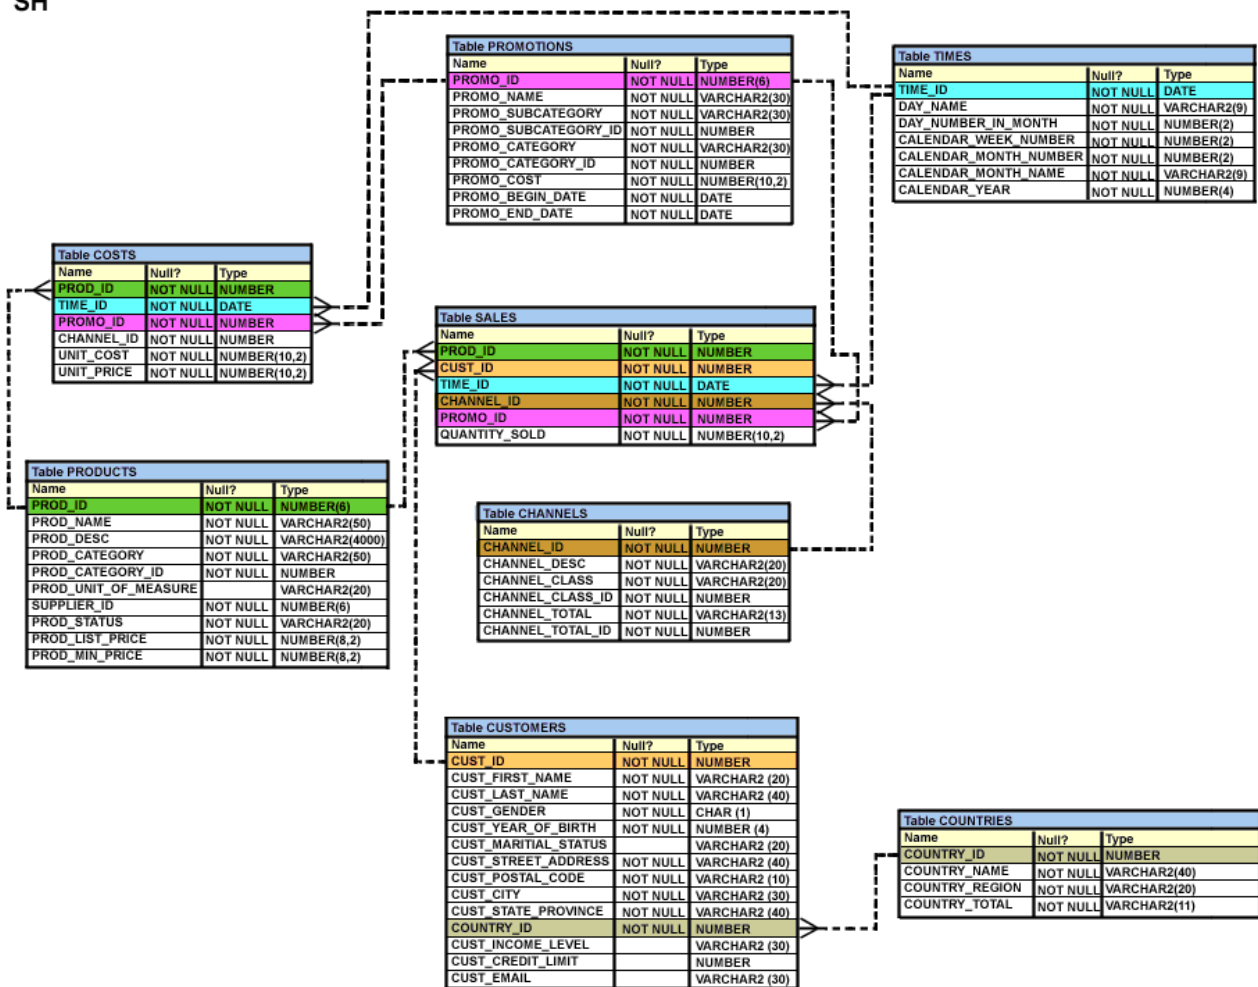 SH
Table PROMOTIONS
Name Null? Type
PROMO_ID NOT NULL NUMBER(6)
PROMO_NAME NOT NULL VARCHAR2(30)
PROMO_SUBCATEGORY NOT NULL VARCHAR2(30)
PROMO_SUBCATEGORY_ID NOT NULL NUMBER
PROMO_CATEGORY NOT NULL VARCHAR2(30)
PROMO_CATEGORY_ID NOT NULL NUMBER
PROMO_COST NOT NULL NUMBER(10,2)
PROMO_BEGIN_DATE NOT NULL DATE
PROMO_END_DATE NOT NULL DATE
Table TIMES
Name Null? Type
TIME_ID NOT NULL DATE
DAY_NAME NOT NULL VARCHAR2(9)
DAY_NUMBER_IN_MONTH NOT NULL NUMBER(2)
CALENDAR_WEEK_NUMBER NOT NULL NUMBER(2)
CALENDAR_MONTH_NUMBER NOT NULL NUMBER(2)
CALENDAR_MONTH_NAME NOT NULL VARCHAR2(9)
CALENDAR_YEAR NOT NULL NUMBER(4)
Table COSTS
Name Null? Type
PROD_ID NOT NULL NUMBER
TIME_ID NOT NULL DATE
PROMO_ID NOT NULL NUMBER
CHANNEL_ID NOT NULL NUMBER
UNIT_COST NOT NULL NUMBER(10,2)
UNIT_PRICE NOT NULL NUMBER(10,2)
Table SALES
Name Null? Type
PROD_ID NOT NULL NUMBER
CUST_ID NOT NULL NUMBER
TIME_ID NOT NULL DATE
CHANNEL_ID NOT NULL NUMBER
PROMO_ID NOT NULL NUMBER
QUANTITY_SOLD NOT NULL NUMBER(10,2)
Table PRODUCTS
Name Null? Type
PROD_ID NOT NULL NUMBER(6)
PROD_NAME NOT NULL VARCHAR2(50)
PROD_DESC NOT NULL VARCHAR2(4000)
PROD_CATEGORY NOT NULL VARCHAR2(50)
PROD_CATEGORY_ID NOT NULL NUMBER
PROD_UNIT_OF_MEASURE VARCHAR2(20)
SUPPLIER_ID NOT NULL NUMBER(6)
PROD_STATUS NOT NULL VARCHAR2(20)
PROD_LIST_PRICE NOT NULL NUMBER(8,2)
PROD_MIN_PRICE NOT NULL NUMBER(8,2)
Table CHANNELS
Name Null? Type
CHANNEL_ID NOT NULL NUMBER
CHANNEL_DESC NOT NULL VARCHAR2(20)
CHANNEL_CLASS NOT NULL VARCHAR2(20)
CHANNEL_CLASS_ID NOT NULL NUMBER
CHANNEL_TOTAL NOT NULL VARCHAR2(13)
CHANNEL_TOTAL_ID NOT NULL NUMBER
Table CUSTOMERS
Name Null? Type
CUST_ID NOT NULL NUMBER
CUST_FIRST_NAME NOT NULL VARCHAR2 (20)
CUST_LAST_NAME NOT NULL VARCHAR2 (40)
CUST_GENDER NOT NULL CHAR (1)
CUST_YEAR_OF_BIRTH NOT NULL NUMBER (4)
CUST_MARITIAL_STATUS VARCHAR2 (20)
CUST_STREET_ADDRESS NOT NULL VARCHAR2 (40)
CUST_POSTAL_CODE NOT NULL VARCHAR2 (10)
CUST_CITY NOT NULL VARCHAR2 (30)
CUST_STATE_PROVINCE NOT NULL VARCHAR2 (40)
COUNTRY_ID NOT NULL NUMBER
CUST_INCOME_LEVEL VARCHAR2 (30)
CUST_CREDIT_LIMIT NUMBER
CUST_EMAIL VARCHAR2 (30)
Table COUNTRIES
Name Null? Type
COUNTRY_ID NOT NULL NUMBER
COUNTRY_NAME NOT NULL VARCHAR2(40)
COUNTRY_REGION NOT NULL VARCHAR2(20)
COUNTRY_TOTAL NOT NULL VARCHAR2(11)